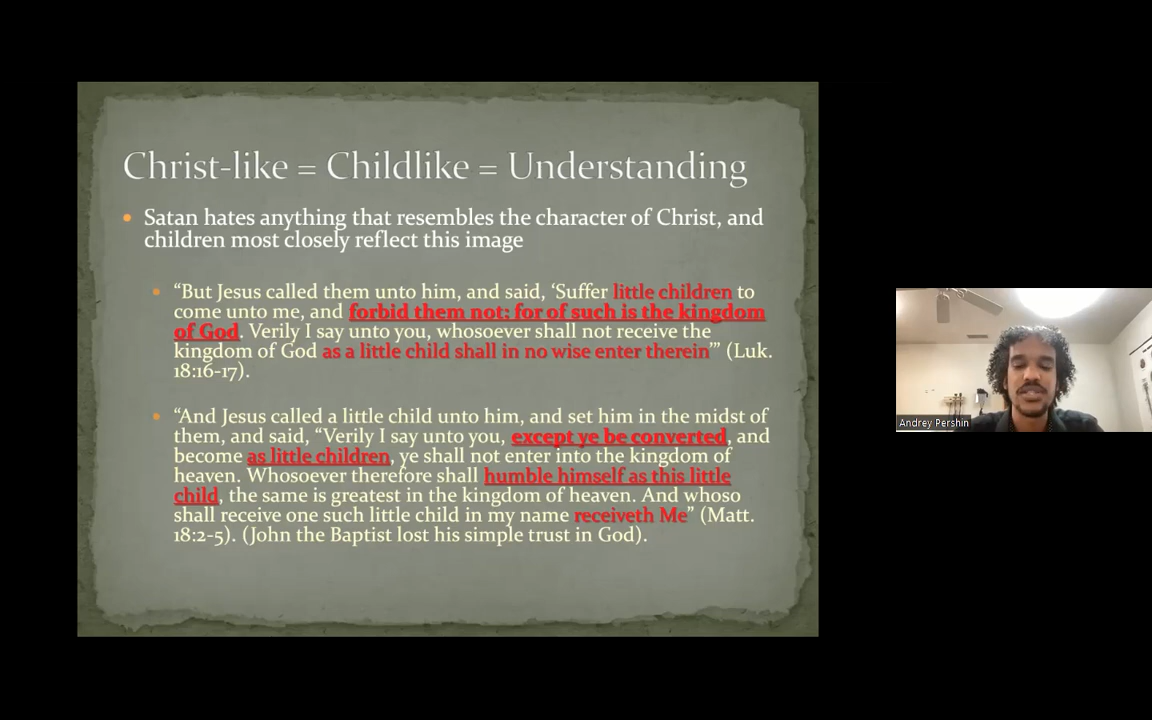 Christ-like = Childlike = Understanding
Satan hates anything that resembles the character of Christ, and
children most closely reflect this image
“But Jesus called them unto him, and said, ‘Suffer little children to
come unto me, and forbid them not: for of such is the kingdom
of God. Verily I say unto you, whosoever shall not receive the
kingdom of God as a little child shall in no wise enter therein’” (Luk.
18:16-17).
“And Jesus called a little child unto him, and set him in the midst of
them, and said, “Verily I say unto you, except ye be converted, and
become as little children, ye shall not enter into the kingdom of
heaven. Whosoever therefore shall humble himself as this little
child, the same is greatest in the kingdom of heaven. And whoso
shall receive one such little child in my name receiveth Me” (Matt.
18:2-5). (John the Baptist lost his simple trust in God).
Andrey Pershin